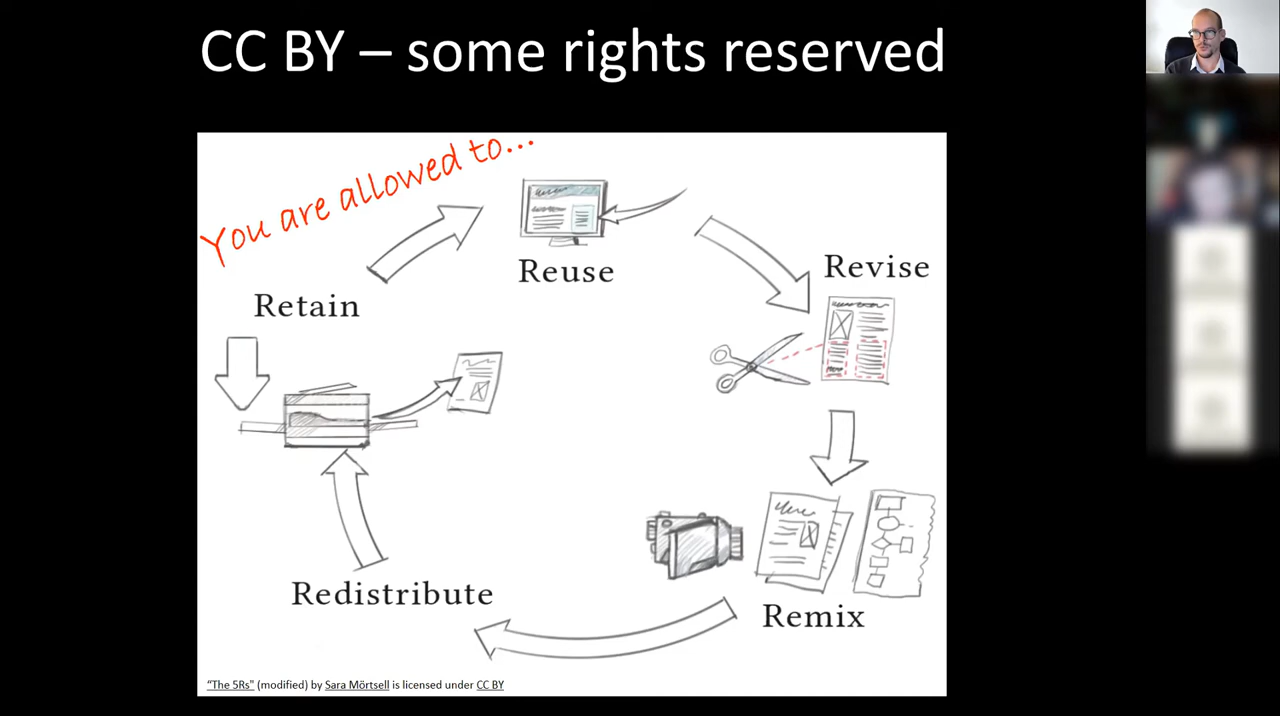 CC BY – some rights reserved
You are allowed to...
Reuse
Revise
Retain
Remix
Redistribute
“The 5Rs" (modified) by Sara Mörtsell is licensed under CC BY